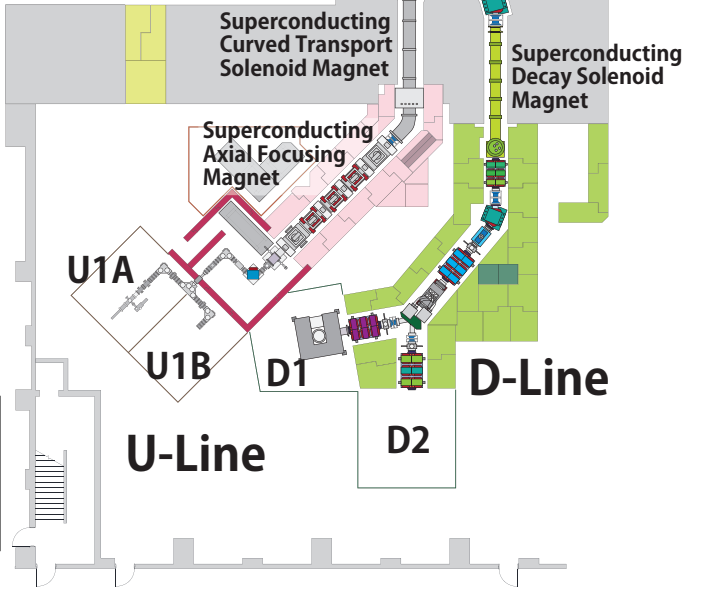 Superconducting
Curved Transport
Solenoid Magnet
Superconducting
Decay Solenoid
Magnet
Superconducting
Axial Focusing
Magnet
U1A
U1B
D1
D-Line
D2
U-Line